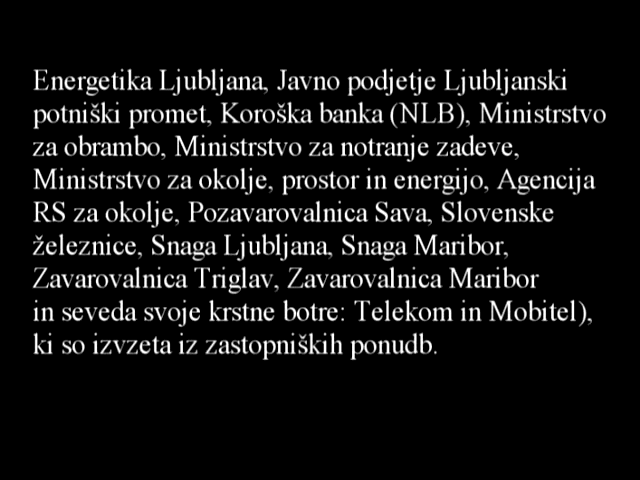 Energetika Ljubljana, Javno podjetje Ljubljanski
potniški promet, Koroška banka (NLB), Ministrstvo
za obrambo, Ministrstvo za notranje zadeve,
Ministrstvo za okolje, prostor in energijo, Agencija
RS za okolje, Pozavarovalnica Sava, Slovenske
železnice, Snaga Ljubljana, Snaga Maribor,
Zavarovalnica Triglav, Zavarovalnica Maribor
in seveda svoje krstne botre: Telekom in Mobitel),
ki so izvzeta iz zastopniških ponudb.